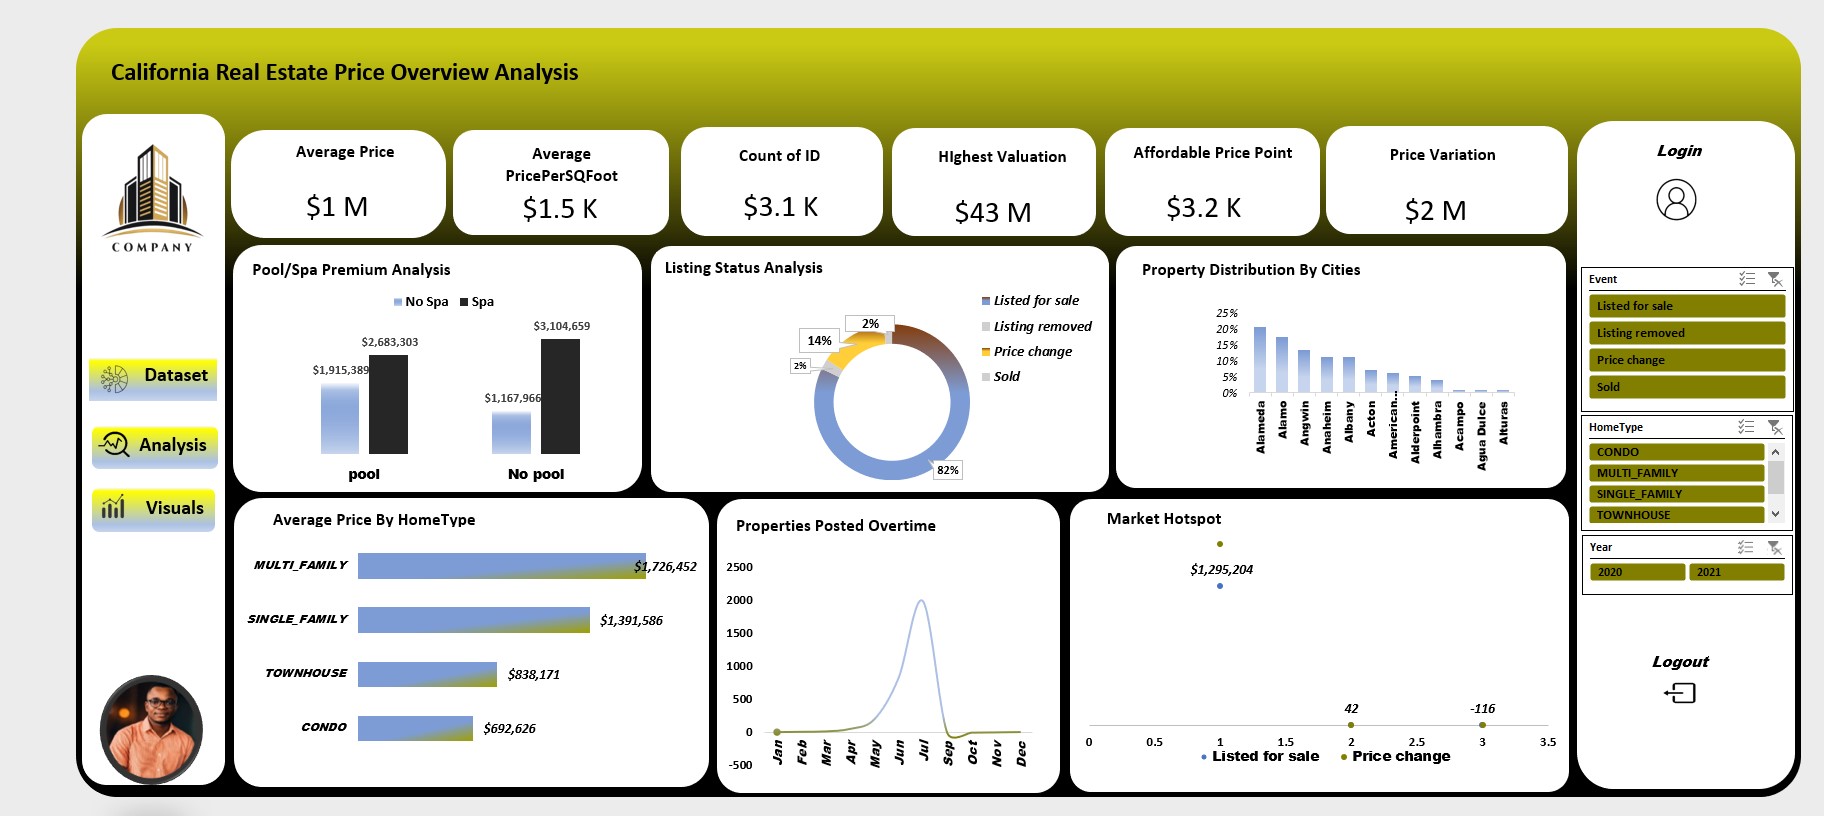 California Real Estate Price Overview Analysis
COMPANY
Dataset
Analysis
Visuals
Average Price
$1 M
Average
PricePerSQFoot
$1.5 K
Count of ID
$3.1 K
HIghest Valuation
$43 M
Affordable Price Point
$3.2 K
Price Variation
$2 M
Pool/Spa Premium Analysis
No Spa Spa
$3,104,659
$2,683,303
$1,915,389
$1,167,966
pool No pool
Listing Status Analysis
Listed for sale
Listing removed
Price change
Sold
2%
14%
2%
82%
Property Distribution By Cities
25%
20%
15%
10%
5%
0%
Alameda
Alamo
Angwin
Anaheim
Albany
Acton
American...
Alderpoint
Alhambra
Acampo
Agua Dulce
Alturas
Average Price By HomeType
MULTI_FAMILY $1,726,452
SINGLE_FAMILY $1,391,586
TOWNHOUSE $838,171
CONDO $692,626
Properties Posted Overtime
2500
2000
1500
1000
500
0
-500
Jan
Feb
Mar
Apr
May
Jun
Jul
Sep
Oct
Nov
Dec
Market Hotspot
$1,295,204
42 -116
0 0.5 1 1.5 2 2.5 3 3.5
Listed for sale Price change
Login
Event
Listed for sale
Listing removed
Price change
Sold
HomeType
CONDO
MULTI_FAMILY
SINGLE_FAMILY
TOWNHOUSE
Year
2020 2021
Logout